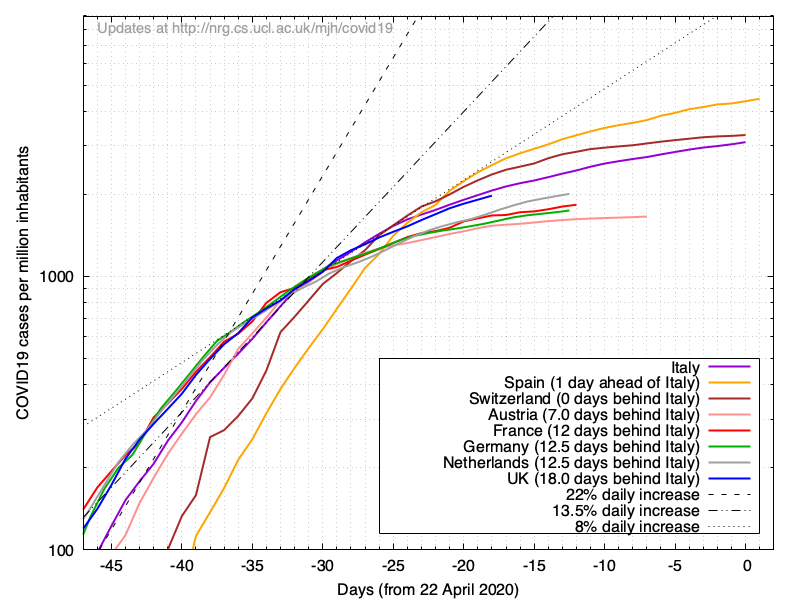 Updates at http://nrg.cs.ucl.ac.uk/mjh/covid19
COVID19 cases per million inhabitants
1000
100
Italy
Spain (1 day ahead of Italy)
Switzerland (0 days behind Italy)
Austria (7.0 days behind Italy)
France (12 days behind Italy)
Germany (12.5 days behind Italy)
Netherlands (12.5 days behind Italy)
UK (18.0 days behind Italy)
22% daily increase
13.5% daily increase
8% daily increase
-45 -40 -35 -30 -25 -20 -15 -10 -5 0
Days (from 22 April 2020)